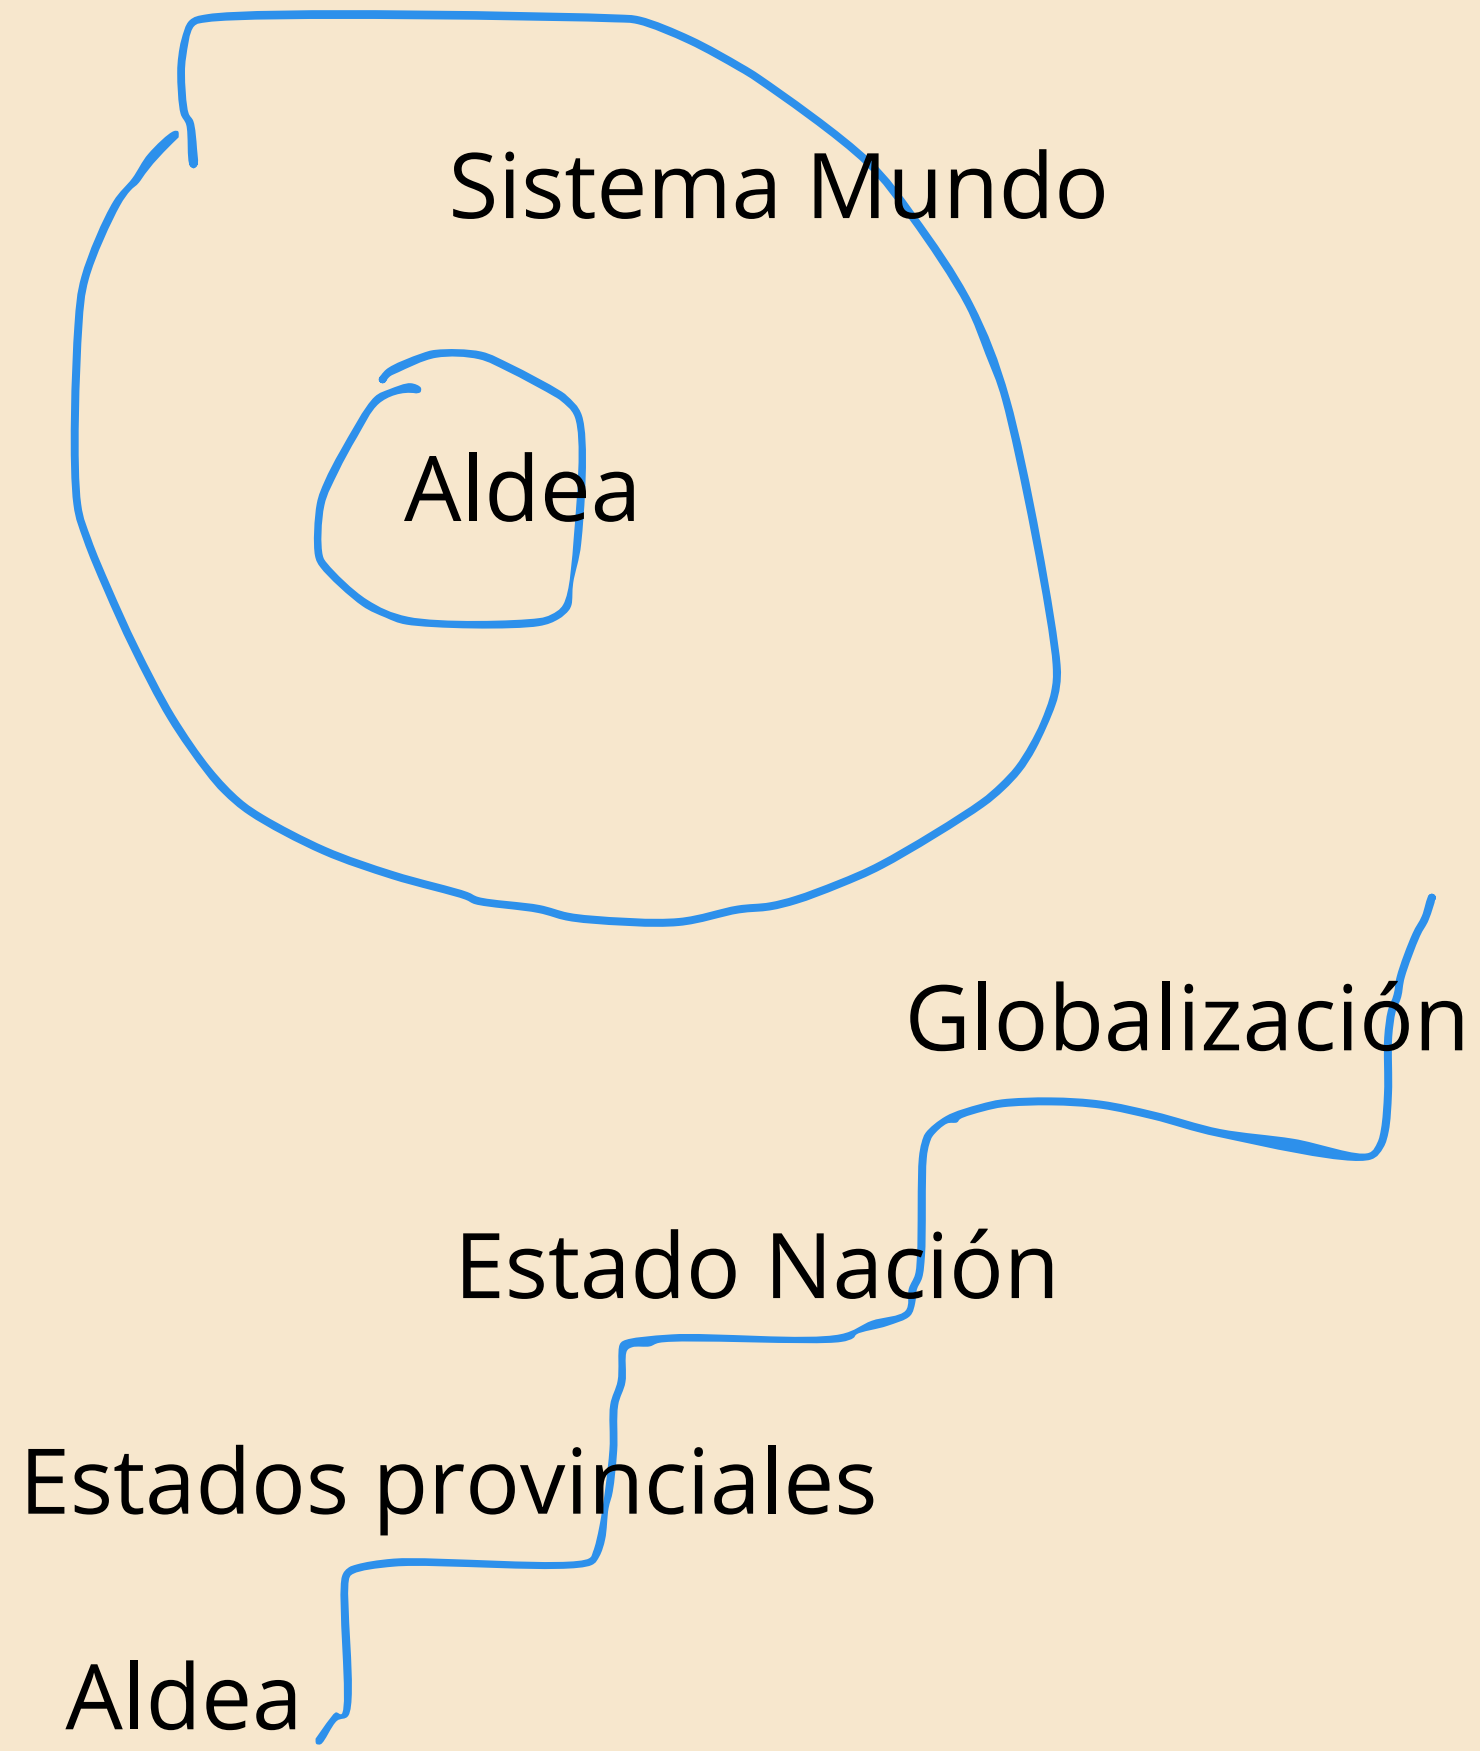 Sistema Mundo
Aldea
Globalización
Estado Nación
Estados provinciales
Aldea